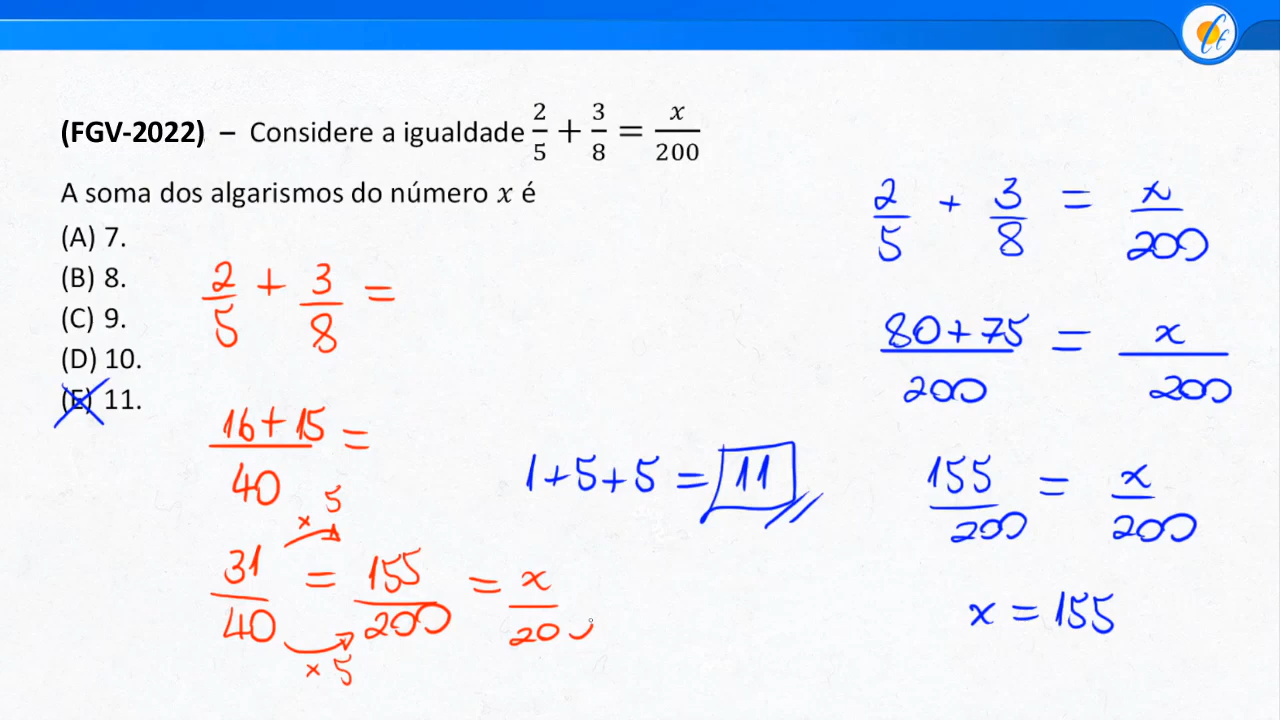 (FGV-2022) – Considere a igualdade 2/5 + 3/8 = x/200
A soma dos algarismos do número x é
(A) 7.
(B) 8.
(C) 9.
(D) 10.
(E) 11.
2/5 + 3/8 =
16+15/40 =
x 5
31/40 = 155/200 = x/20
x 5
1+5+5 = 11
2/5 + 3/8 = x/200
80+75/200 = x/200
155/200 = x/200
x = 155